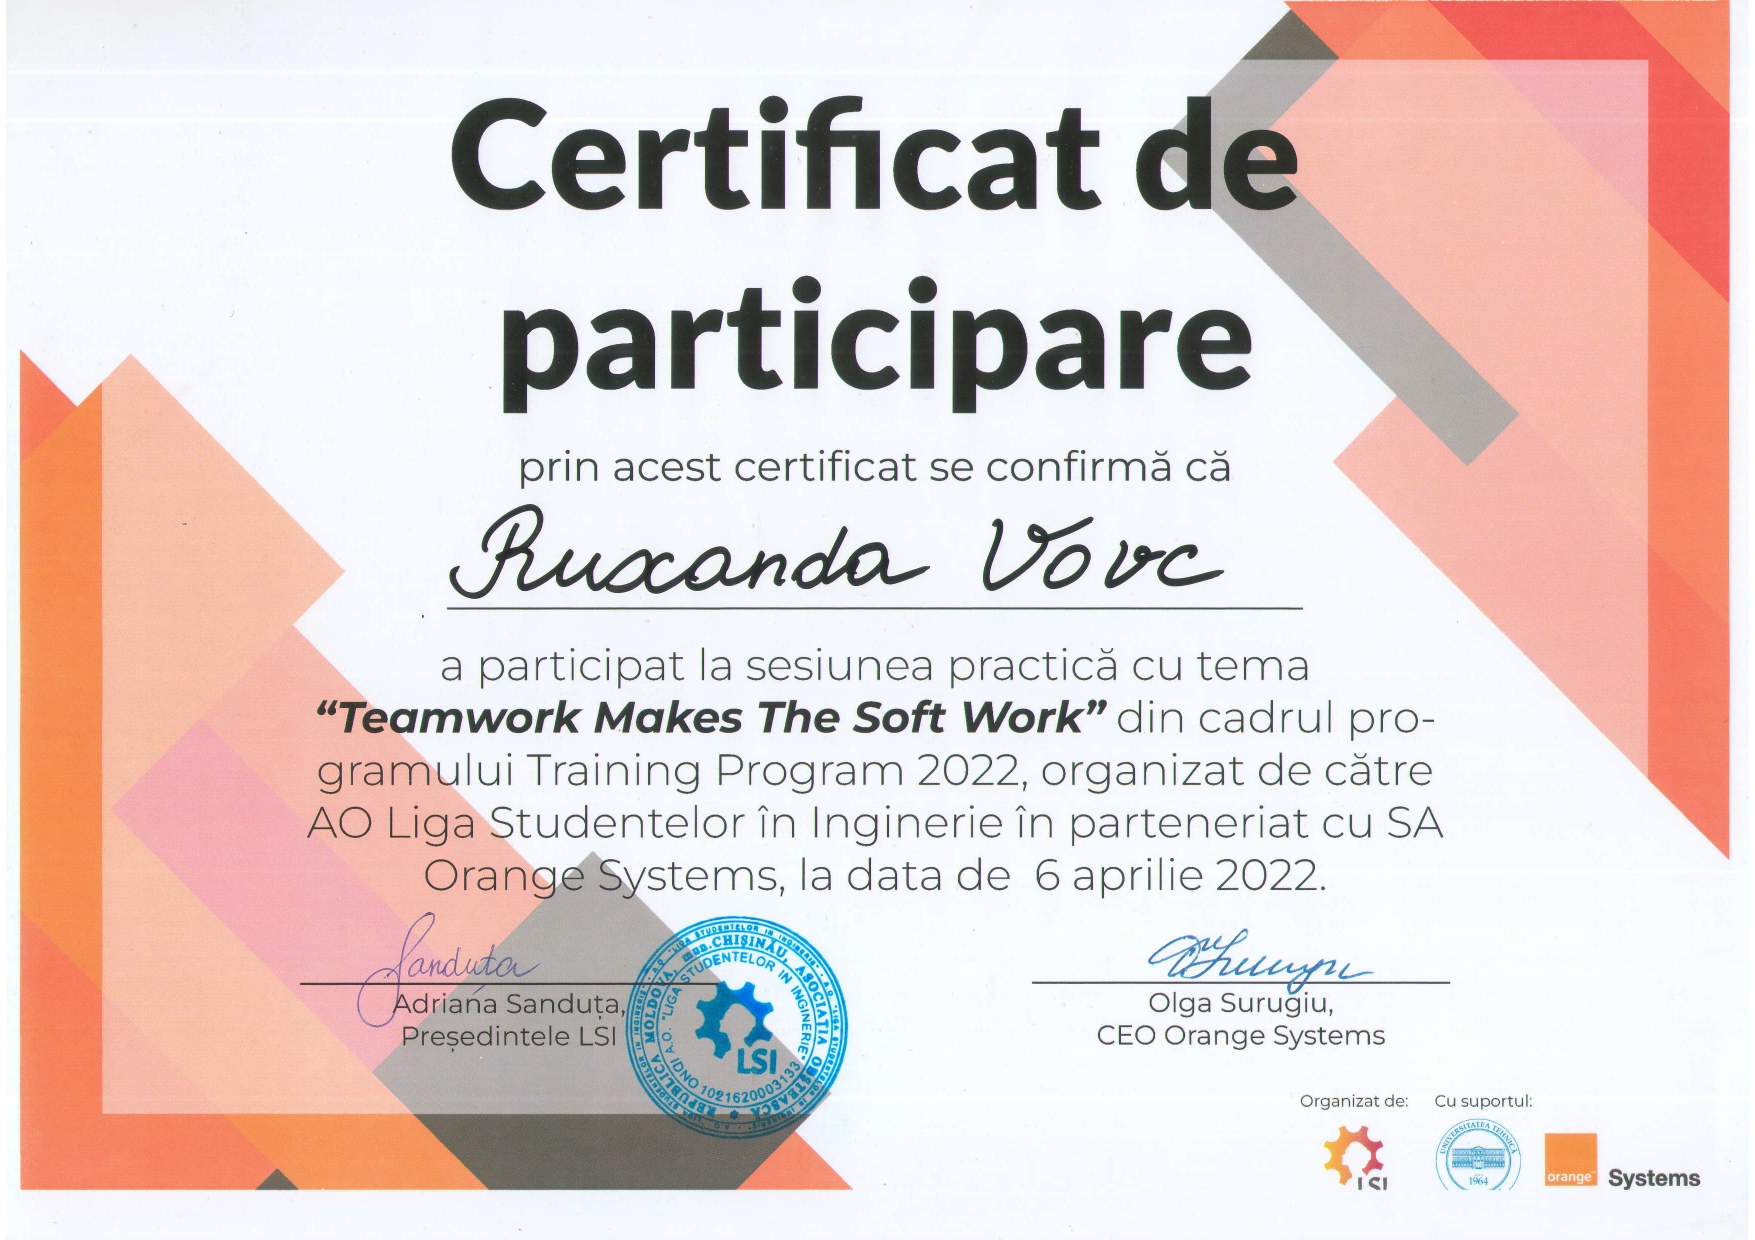 Certificat de
participare
prin acest certificat se confirmă că
Ruxanda Vovc
a participat la sesiunea practică cu tema
“Teamwork Makes The Soft Work” din cadrul pro-
gramului Training Program 2022, organizat de către
AO Liga Studentelor în Inginerie în parteneriat cu SA
Orange Systems, la data de 6 aprilie 2022.
Sanduța
Adriana Sanduța,
Președintele LSI
REPUBLICA MOLDOVA, mun.CHIȘINĂU, ASOCIAȚIA OBȘTEASCĂ
A.O. "LIGA STUDENTELOR IN INGINERIE"
IDNO 1021620003133
LSI
Olga Surugiu,
CEO Orange Systems
Organizat de:
Cu suportul:
LSI
UNIVERSITATEA TEHNICĂ
1964
orange™
Systems